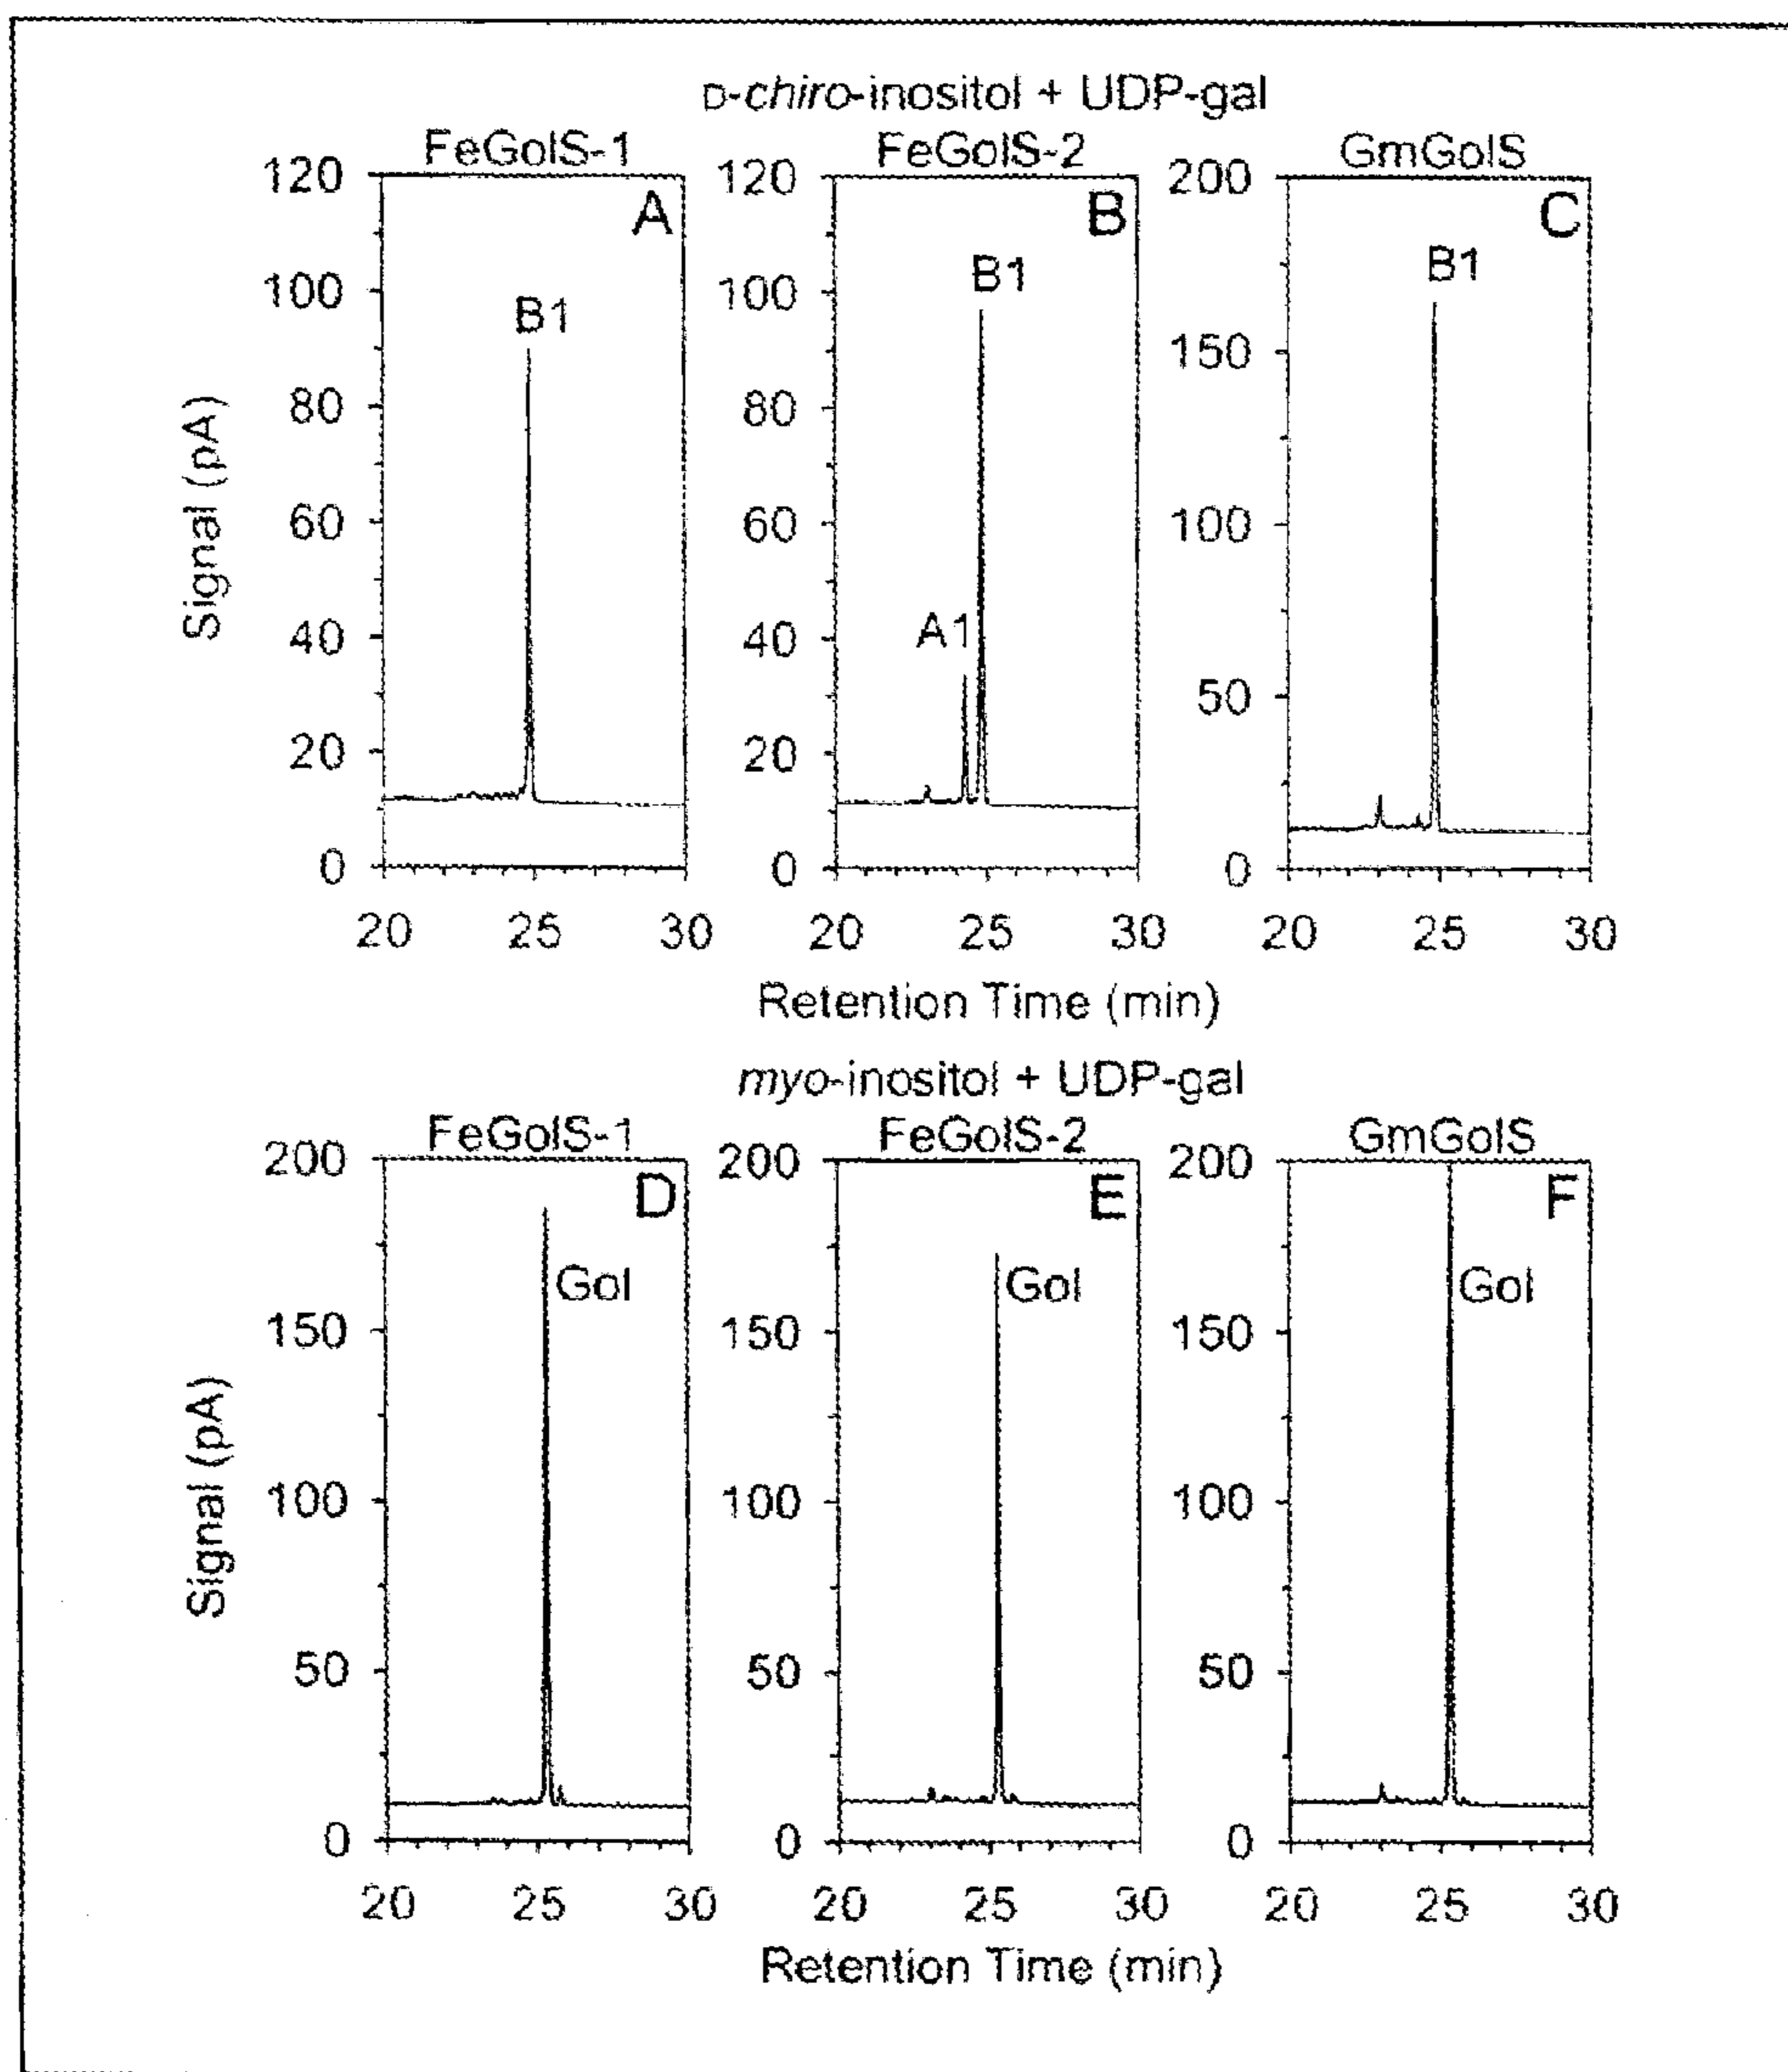 D-chiro-inositol + UDP-gal
FeGolS-1 FeGolS-2 GmGolS
120 120 200
A B C
B1 B1 B1
100 100
150
80 80
Signal (pA)
60 60 100
40 A1 40
50
20 20
0 0 0
20 25 30 20 25 30 20 25 30
Retention Time (min)
myo-inositol + UDP-gal
FeGolS-1 FeGolS-2 GmGolS
200 200 200
D E F
Gol Gol Gol
150 150 150
Signal (pA)
100 100 100
50 50 50
0 0 0
20 25 30 20 25 30 20 25 30
Retention Time (min)